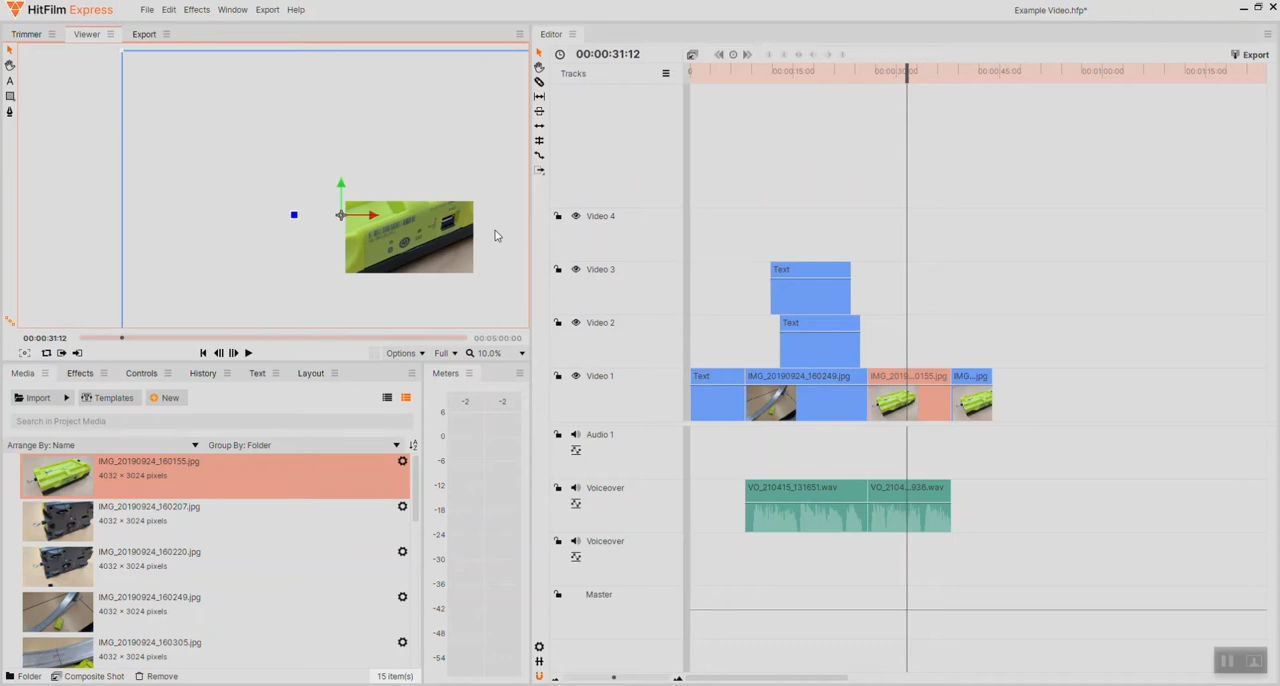 HitFilm Express
File Edit Effects Window Export Help
Example Video.hfp*
Trimmer Viewer Export
Editor
00:00:31:12
Export
Tracks
0 00:00:15:00 00:00:30:00 00:00:45:00 00:01:00:00 00:01:15:00
Video 4
Video 3
Text
Video 2
Text
Video 1
Text IMG_20190924_160249.jpg IMG_2019...0155.jpg IMG...jpg
Audio 1
Voiceover
VO_210415_131651.wav VO_2104...936.wav
Voiceover
Master
00:00:31:12 00:05:00:00
Options Full 10.0%
Media Effects Controls History Text Layout
Meters
Import Templates New
Search in Project Media
Arrange By: Name Group By: Folder
IMG_20190924_160155.jpg
4032 × 3024 pixels
IMG_20190924_160207.jpg
4032 × 3024 pixels
IMG_20190924_160220.jpg
4032 × 3024 pixels
IMG_20190924_160249.jpg
4032 × 3024 pixels
IMG_20190924_160305.jpg
4032 × 3024 pixels
Folder Composite Shot Remove 15 item(s)
-2 -2
6
0
-6
-12
-18
-24
-30
-36
-42
-48
-54